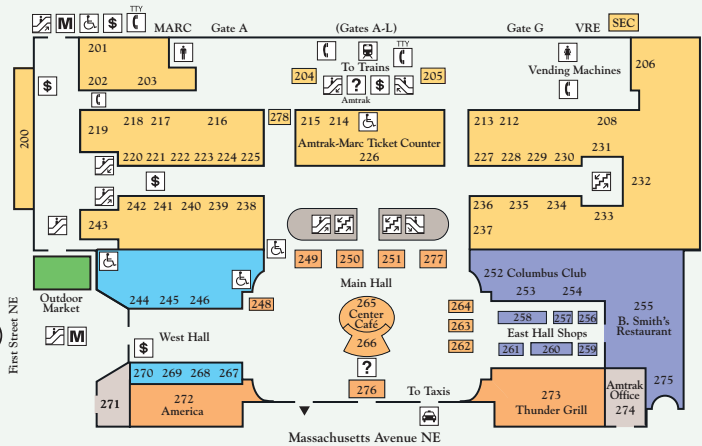 TTY
M $
MARC Gate A (Gates A-L) Gate G VRE SEC
TTY
To Trains
204 ? $ 205
Amtrak
Vending Machines
201
202 203
206
$
200
218 217 216
219
220 221 222 223 224 225
278
215 214
Amtrak-Marc Ticket Counter
226
213 212 208
227 228 229 230
231
232
233
$
242 241 240 239 238
243
236 235 234
237
249 250 251 277
Main Hall
265
Center
Café
266
?
276
264
263
262
248
244 245 246
West Hall
$
270 269 268 267
271
272
America
Outdoor
Market
First Street NE
M
252 Columbus Club
253 254
258 257 256
East Hall Shops
261 260 259
255
B. Smith's
Restaurant
275
273
Thunder Grill
Amtrak
Office
274
To Taxis
Massachusetts Avenue NE